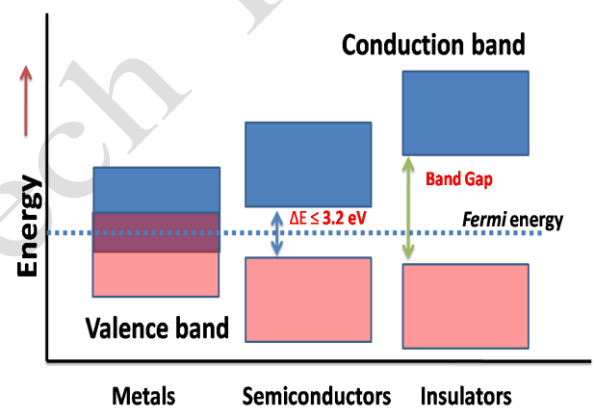 Conduction band
Band Gap
ΔE ≤ 3.2 eV
Fermi energy
Energy
Valence band
Metals
Semiconductors
Insulators